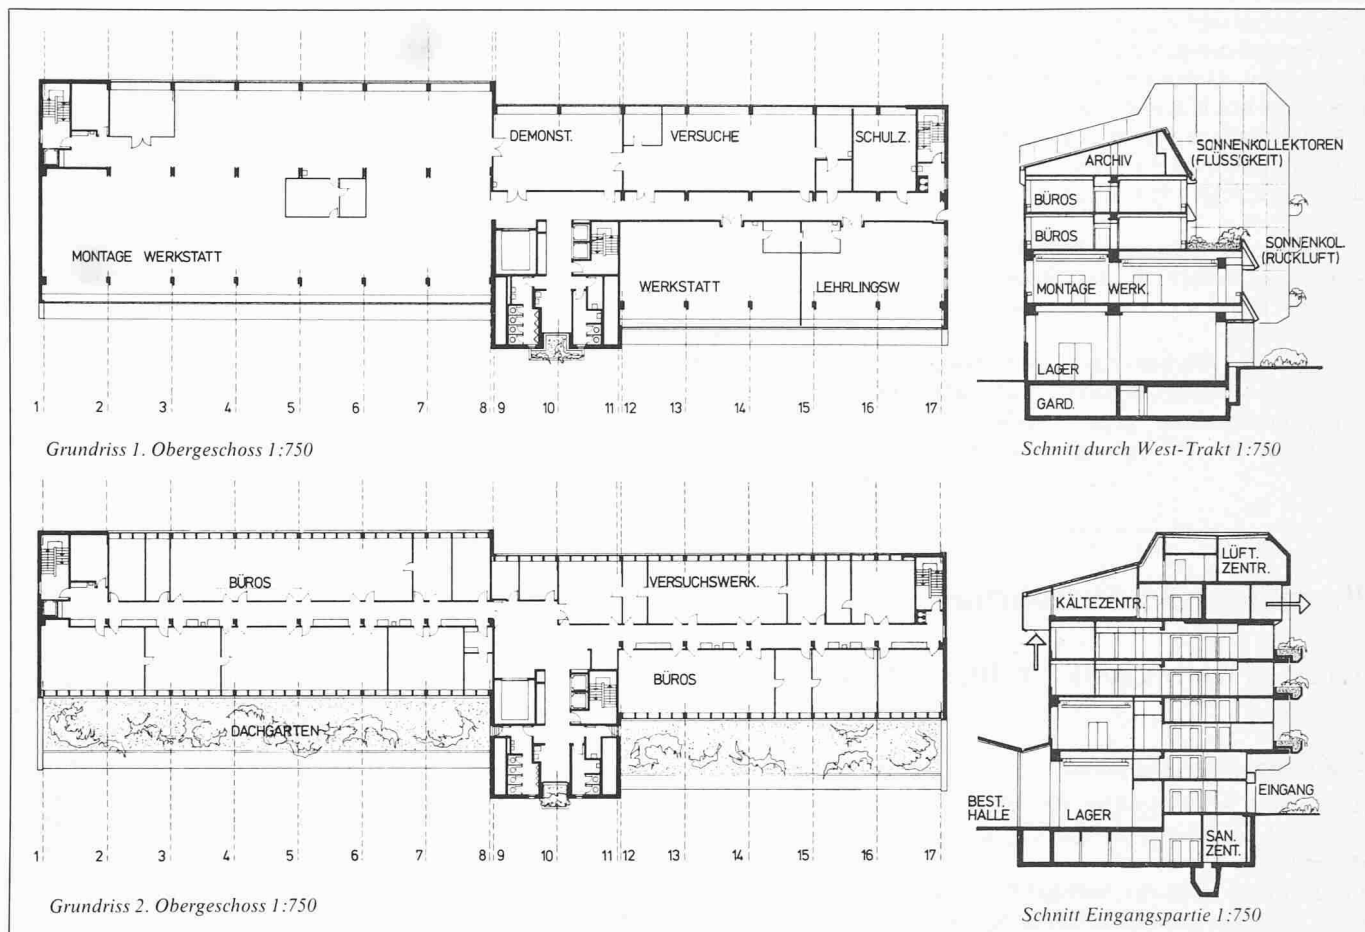 DEMONST.
VERSUCHE
SCHULZ.
MONTAGE WERKSTATT
WERKSTATT
LEHRLINGSW
1 2 3 4 5 6 7 8 9 10 11 12 13 14 15 16 17
Grundriss 1. Obergeschoss 1:750
SONNENKOLLEKTOREN
(FLÜSSIGKEIT)
ARCHIV
BÜROS
BÜROS
SONNENKOL.
(RÜCKLUFT)
MONTAGE WERK.
LAGER
GARD.
Schnitt durch West-Trakt 1:750
BÜROS
VERSUCHSWERK.
BÜROS
DACHGARTEN
1 2 3 4 5 6 7 8 9 10 11 12 13 14 15 16 17
Grundriss 2. Obergeschoss 1:750
LÜFT.
ZENTR.
KÄLTEZENTR.
EINGANG
BEST.
HALLE
LAGER
SAN.
ZENT.
Schnitt Eingangspartie 1:750